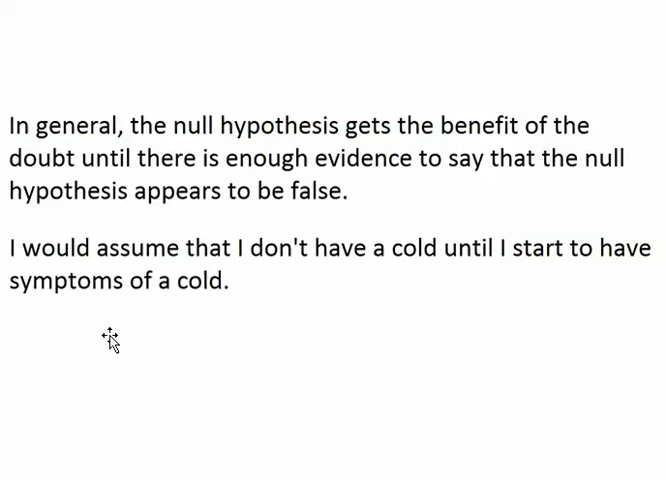 In general, the null hypothesis gets the benefit of the
doubt until there is enough evidence to say that the null
hypothesis appears to be false.
I would assume that I don't have a cold until I start to have
symptoms of a cold.